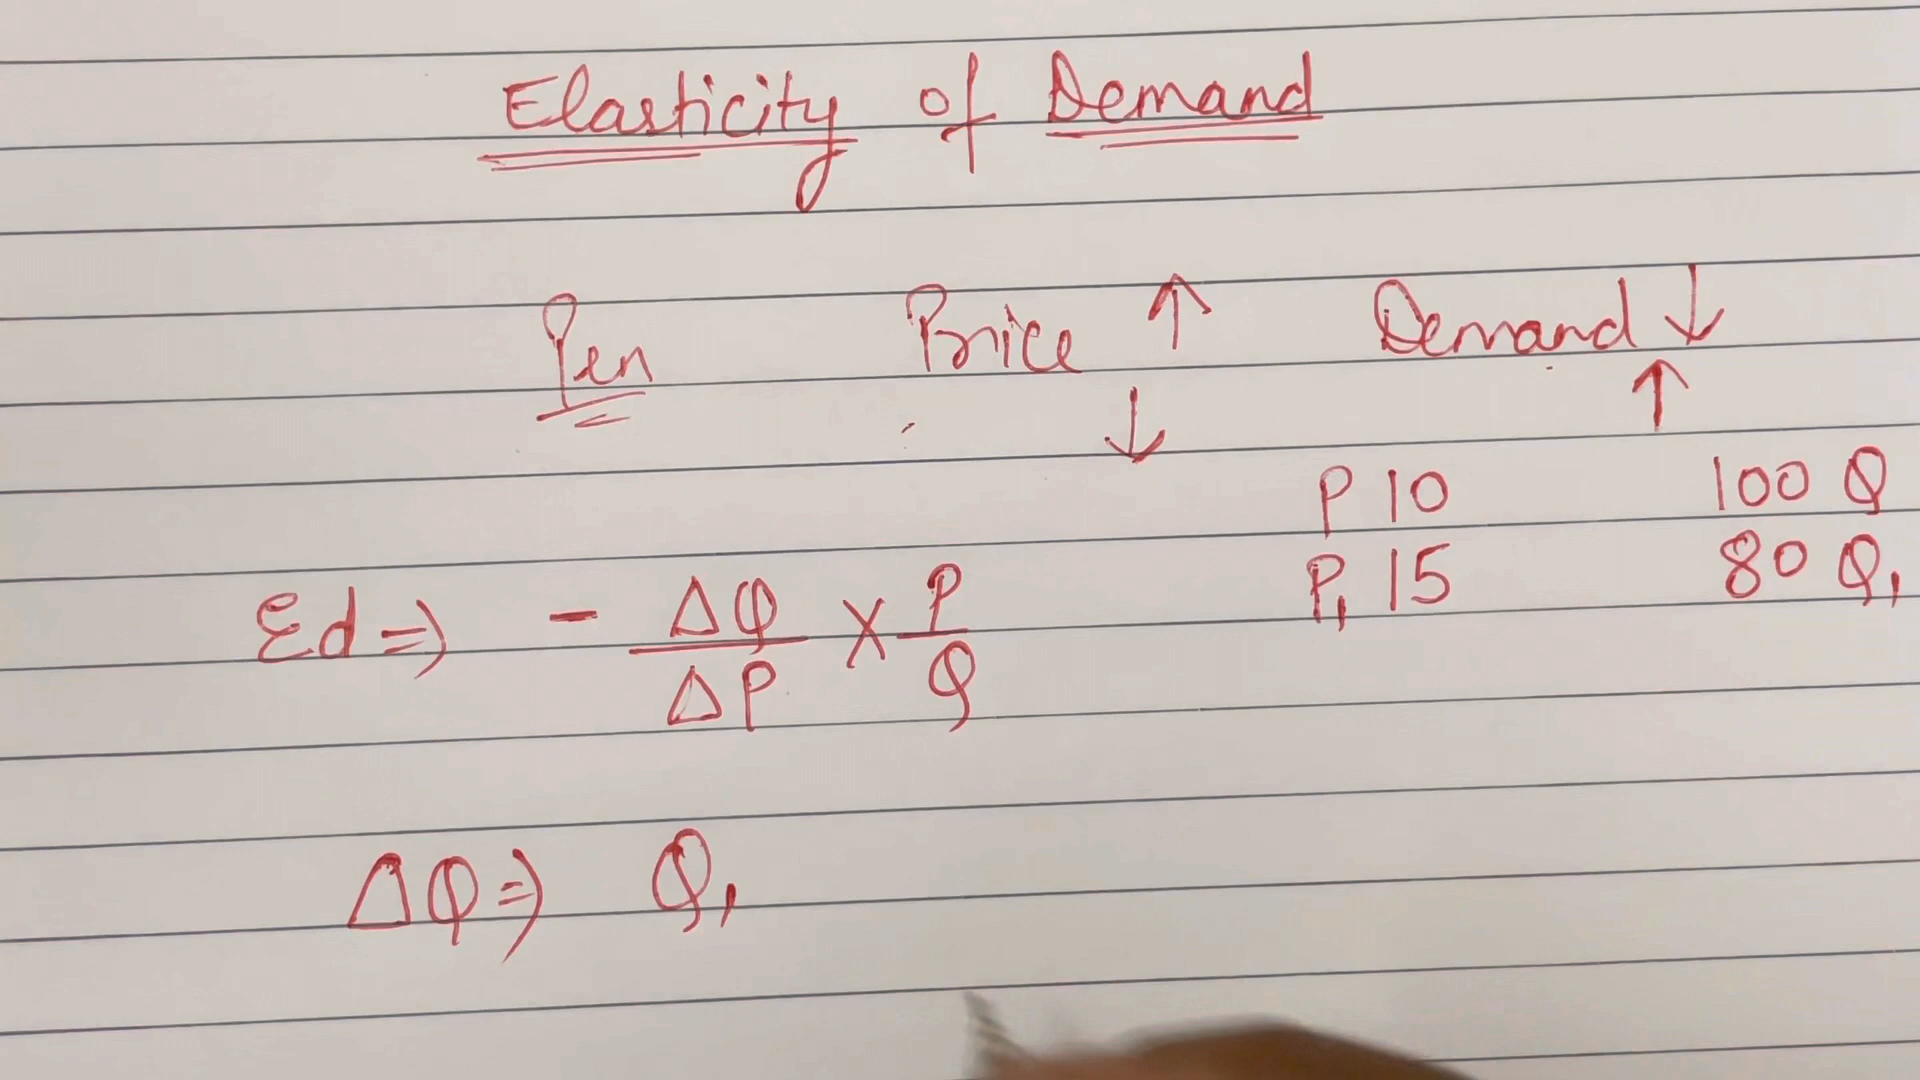 Elasticity of Demand
Pen Price ↑ Demand ↓
↓ ↑
P 10 100 Q
P₁ 15 80 Q₁
Ed ⇒ - ΔQ/ΔP × P/Q
ΔQ ⇒ Q₁